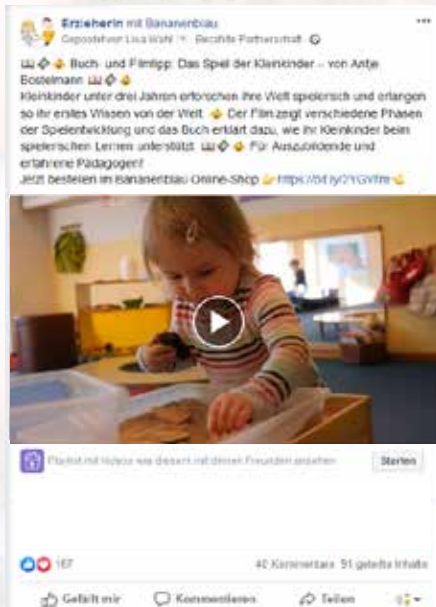 Erzieherin mit Bananenblau
Gepostet von Lisa Wahl · Bezahlte Partnerschaft
Buch- und Filmtipp: Das Spiel der Kleinkinder – von Antje
Bostelmann
Kleinkinder unter drei Jahren erforschen ihre Welt spielerisch und erlangen
so ihr erstes Wissen von der Welt. Der Film zeigt verschiedene Phasen
der Spielentwicklung und das Buch erklärt dazu, wie ihr Kleinkinder beim
spielerischen Lernen unterstützt. Für Auszubildende und
erfahrene Pädagogen!
Jetzt bestellen im Bananenblau Online-Shop
mit Videos wie diesem mit deinen Freunden ansehen
Starten
167
40 Kommentare 91 geteilte Inhalte
Gefällt mir
Kommentieren
Teilen